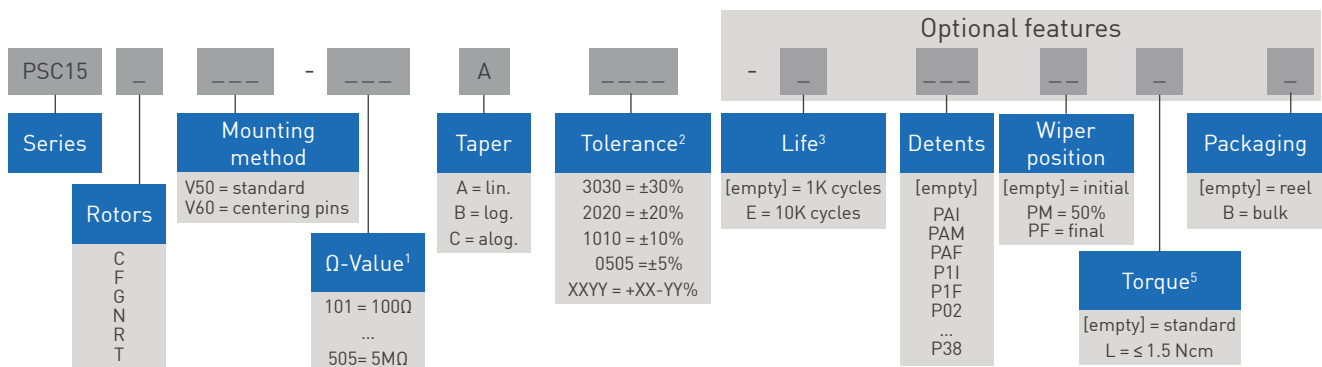 Optional features
PSC15 _ _ _ _ - _ _ _ A _ _ _ _ - _ _ _ _ _ _ _ _
Series
Rotors
C
F
G
N
R
T
Mounting
method
V50 = standard
V60 = centering pins
Ω-Value¹
101 = 100Ω
...
505= 5MΩ
Taper
A = lin.
B = log.
C = alog.
Tolerance²
3030 = ±30%
2020 = ±20%
1010 = ±10%
0505 =±5%
XXYY = +XX-YY%
Life³
[empty] = 1K cycles
E = 10K cycles
Detents
[empty]
PAI
PAM
PAF
P1I
P1F
P02
...
P38
Wiper
position
[empty] = initial
PM = 50%
PF = final
Torque⁵
[empty] = standard
L = ≤ 1.5 Ncm
Packaging
[empty] = reel
B = bulk